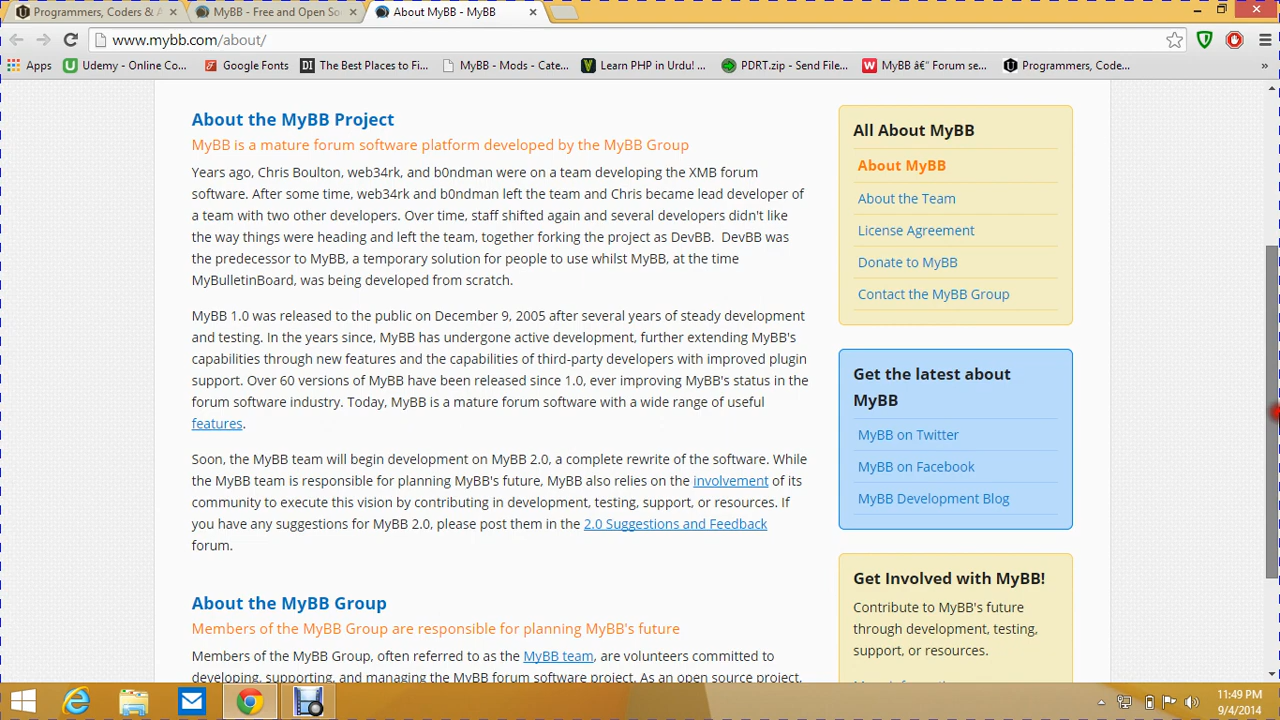 Programmers, Coders & A
MyBB - Free and Open So
About MyBB - MyBB
www.mybb.com/about/
Apps
Udemy - Online Co...
Google Fonts
The Best Places to Fi...
MyBB - Mods - Cate...
Learn PHP in Urdu! ...
PDRT.zip - Send File...
MyBB â€“ Forum se...
Programmers, Code...
»
About the MyBB Project
MyBB is a mature forum software platform developed by the MyBB Group
Years ago, Chris Boulton, web34rk, and b0ndman were on a team developing the XMB forum
software. After some time, web34rk and b0ndman left the team and Chris became lead developer of
a team with two other developers. Over time, staff shifted again and several developers didn't like
the way things were heading and left the team, together forking the project as DevBB. DevBB was
the predecessor to MyBB, a temporary solution for people to use whilst MyBB, at the time
MyBulletinBoard, was being developed from scratch.
MyBB 1.0 was released to the public on December 9, 2005 after several years of steady development
and testing. In the years since, MyBB has undergone active development, further extending MyBB's
capabilities through new features and the capabilities of third-party developers with improved plugin
support. Over 60 versions of MyBB have been released since 1.0, ever improving MyBB's status in the
forum software industry. Today, MyBB is a mature forum software with a wide range of useful
features.
Soon, the MyBB team will begin development on MyBB 2.0, a complete rewrite of the software. While
the MyBB team is responsible for planning MyBB's future, MyBB also relies on the involvement of its
community to execute this vision by contributing in development, testing, support, or resources. If
you have any suggestions for MyBB 2.0, please post them in the 2.0 Suggestions and Feedback
forum.
About the MyBB Group
Members of the MyBB Group are responsible for planning MyBB's future
Members of the MyBB Group, often referred to as the MyBB team, are volunteers committed to
developing, supporting, and managing the MyBB forum software project. As an open source project,
All About MyBB
About MyBB
About the Team
License Agreement
Donate to MyBB
Contact the MyBB Group
Get the latest about
MyBB
MyBB on Twitter
MyBB on Facebook
MyBB Development Blog
Get Involved with MyBB!
Contribute to MyBB's future
through development, testing,
support, or resources.
11:49 PM
9/4/2014